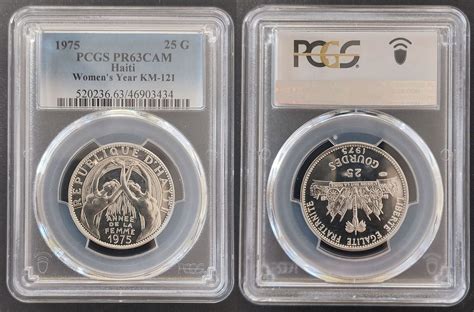 1975 25 G
PCGS PR63CAM
Haiti
Women's Year KM-121
520236.63/46903434
REPUBLIQUE D'HAITI
ANNEE
DE LA
FEMME
1975
PCGS
LIBERTE EGALITE FRATERNITE
25
GOURDES
1975